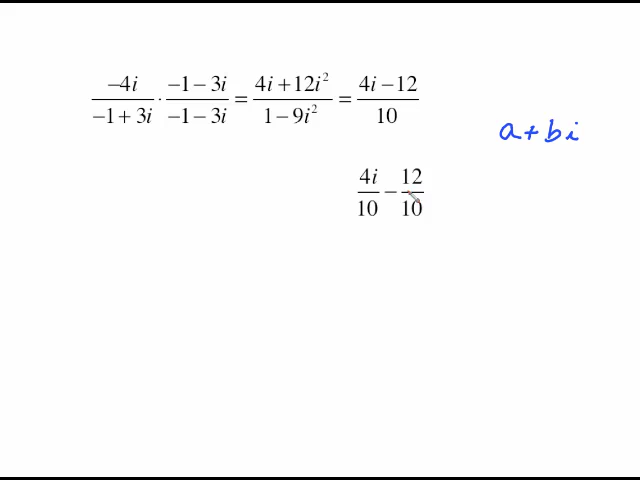 −4i/−1 + 3i · −1 − 3i/−1 − 3i = 4i + 12i²/1 − 9i² = 4i − 12/10
a + bi
4i/10 − 12/10